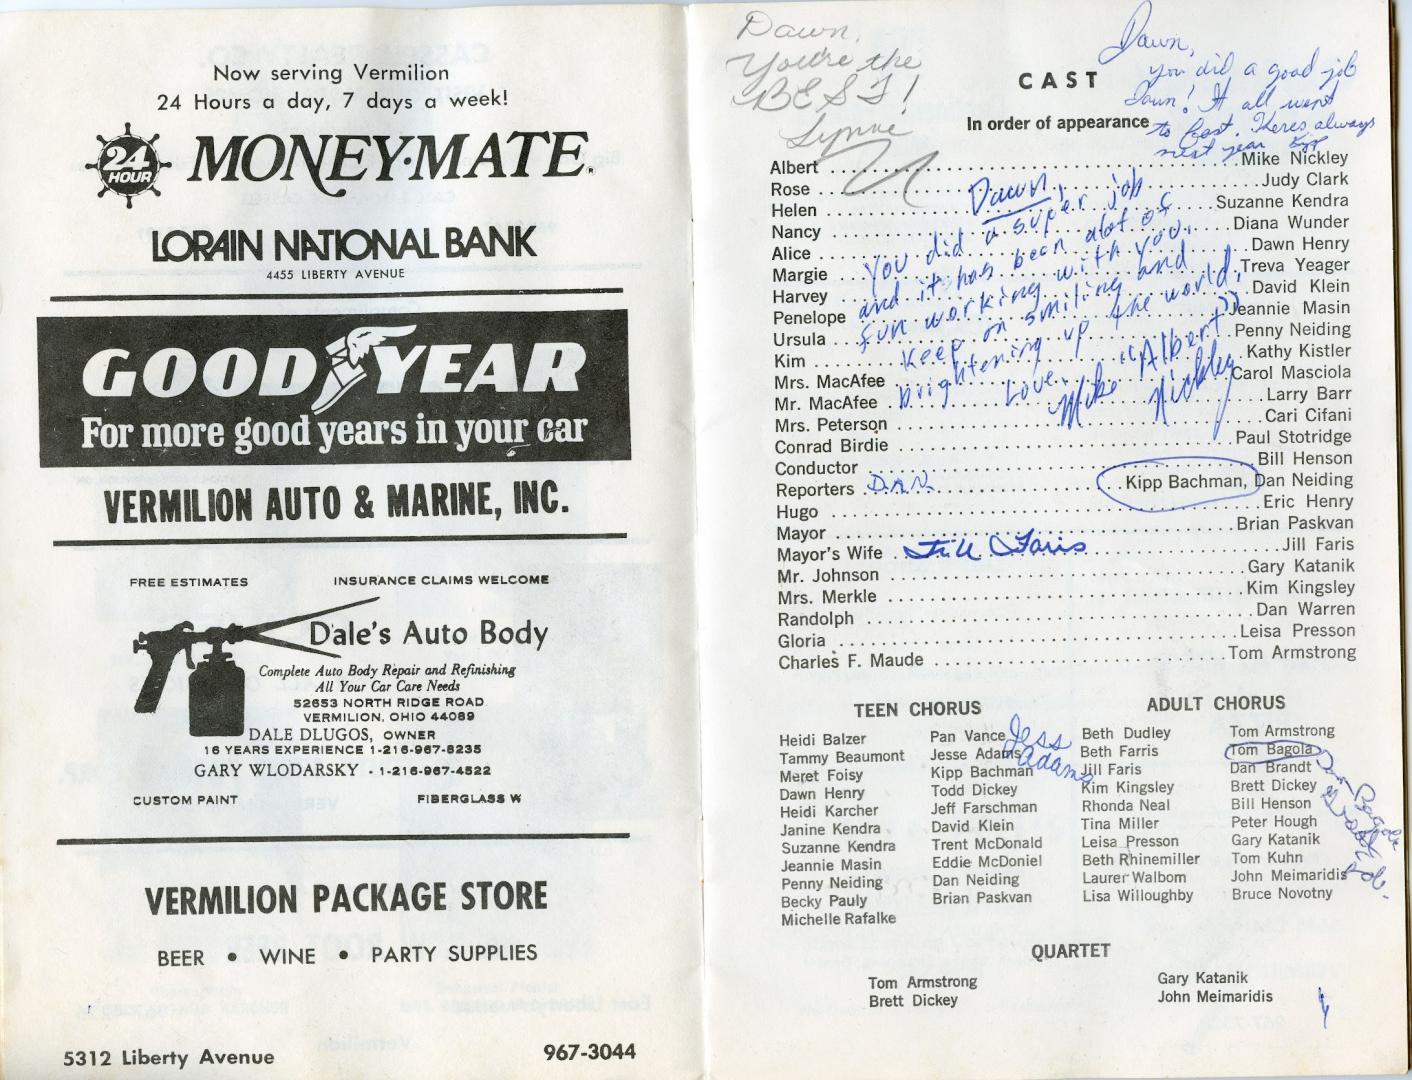 Now serving Vermilion
24 Hours a day, 7 days a week!
24
HOUR
MONEY·MATE®
LORAIN NATIONAL BANK
4455 LIBERTY AVENUE
GOOD YEAR
For more good years in your car
VERMILION AUTO & MARINE, INC.
FREE ESTIMATES INSURANCE CLAIMS WELCOME
Dale's Auto Body
Complete Auto Body Repair and Refinishing
All Your Car Care Needs
52653 NORTH RIDGE ROAD
VERMILION, OHIO 44089
DALE DLUGOS, OWNER
16 YEARS EXPERIENCE 1-216-967-5235
GARY WLODARSKY - 1-216-967-4522
CUSTOM PAINT FIBERGLASS W
VERMILION PACKAGE STORE
BEER • WINE • PARTY SUPPLIES
5312 Liberty Avenue 967-3044
Dawn,
You're the
BEST!
Lynne
Dawn,
you did a good job
Dawn! It all went
to fast. Theres always
next year
CAST
In order of appearance
Albert Mike Nickley
Rose Judy Clark
Helen Suzanne Kendra
Nancy Diana Wunder
Alice Dawn Henry
Margie Treva Yeager
Harvey David Klein
Penelope Jeannie Masin
Ursula Penny Neiding
Kim Kathy Kistler
Mrs. MacAfee Carol Masciola
Mr. MacAfee Larry Barr
Mrs. Peterson Cari Cifani
Conrad Birdie Paul Stotridge
Conductor Bill Henson
Reporters Kipp Bachman, Dan Neiding
Hugo Eric Henry
Mayor Brian Paskvan
Mayor's Wife Jill Faris
Mr. Johnson Gary Katanik
Mrs. Merkle Kim Kingsley
Randolph Dan Warren
Gloria Leisa Presson
Charles F. Maude Tom Armstrong
Dawn,
You did a super job
and it has been alot of
fun working with you.
Keep on smiling and
brightening up the world,
Love,
Mike "Albert"
Nickley
DAN
Jill Faris
TEEN CHORUS
Heidi Balzer
Tammy Beaumont
Meret Foisy
Dawn Henry
Heidi Karcher
Janine Kendra
Suzanne Kendra
Jeannie Masin
Penny Neiding
Becky Pauly
Michelle Rafalke
Pan Vance
Jesse Adams
Kipp Bachman
Todd Dickey
Jeff Farschman
David Klein
Trent McDonald
Eddie McDoniel
Dan Neiding
Brian Paskvan
Jess
Adams
ADULT CHORUS
Beth Dudley
Beth Farris
Jill Faris
Kim Kingsley
Rhonda Neal
Tina Miller
Leisa Presson
Beth Rhinemiller
Laurer Walbom
Lisa Willoughby
Tom Armstrong
Tom Bagola
Dan Brandt
Brett Dickey
Bill Henson
Peter Hough
Gary Katanik
Tom Kuhn
John Meimaridis
Bruce Novotny
Bagola
Good
Job.
QUARTET
Tom Armstrong
Brett Dickey
Gary Katanik
John Meimaridis